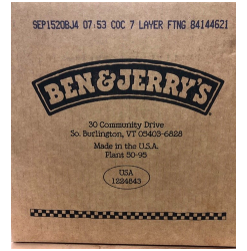 SEP1520BJ4 07:53 COC 7 LAYER FTNG 84144621
BEN & JERRY'S
30 Community Drive
So. Burlington, VT 05403-6828
Made in the U.S.A.
Plant 50-95
USA
1224643